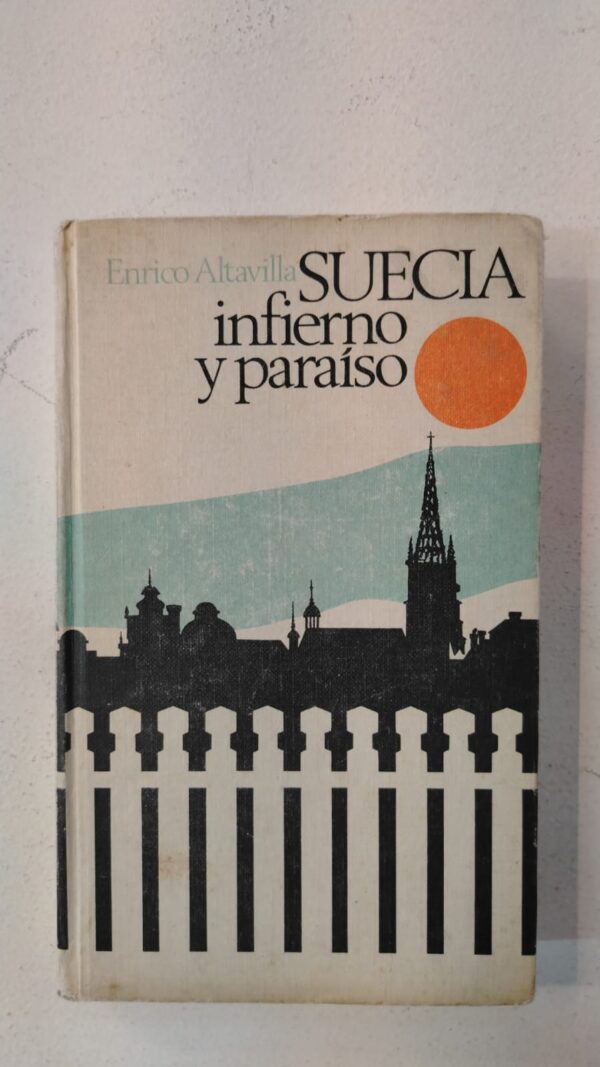 Enrico Altavilla SUECIA
infierno
y paraíso